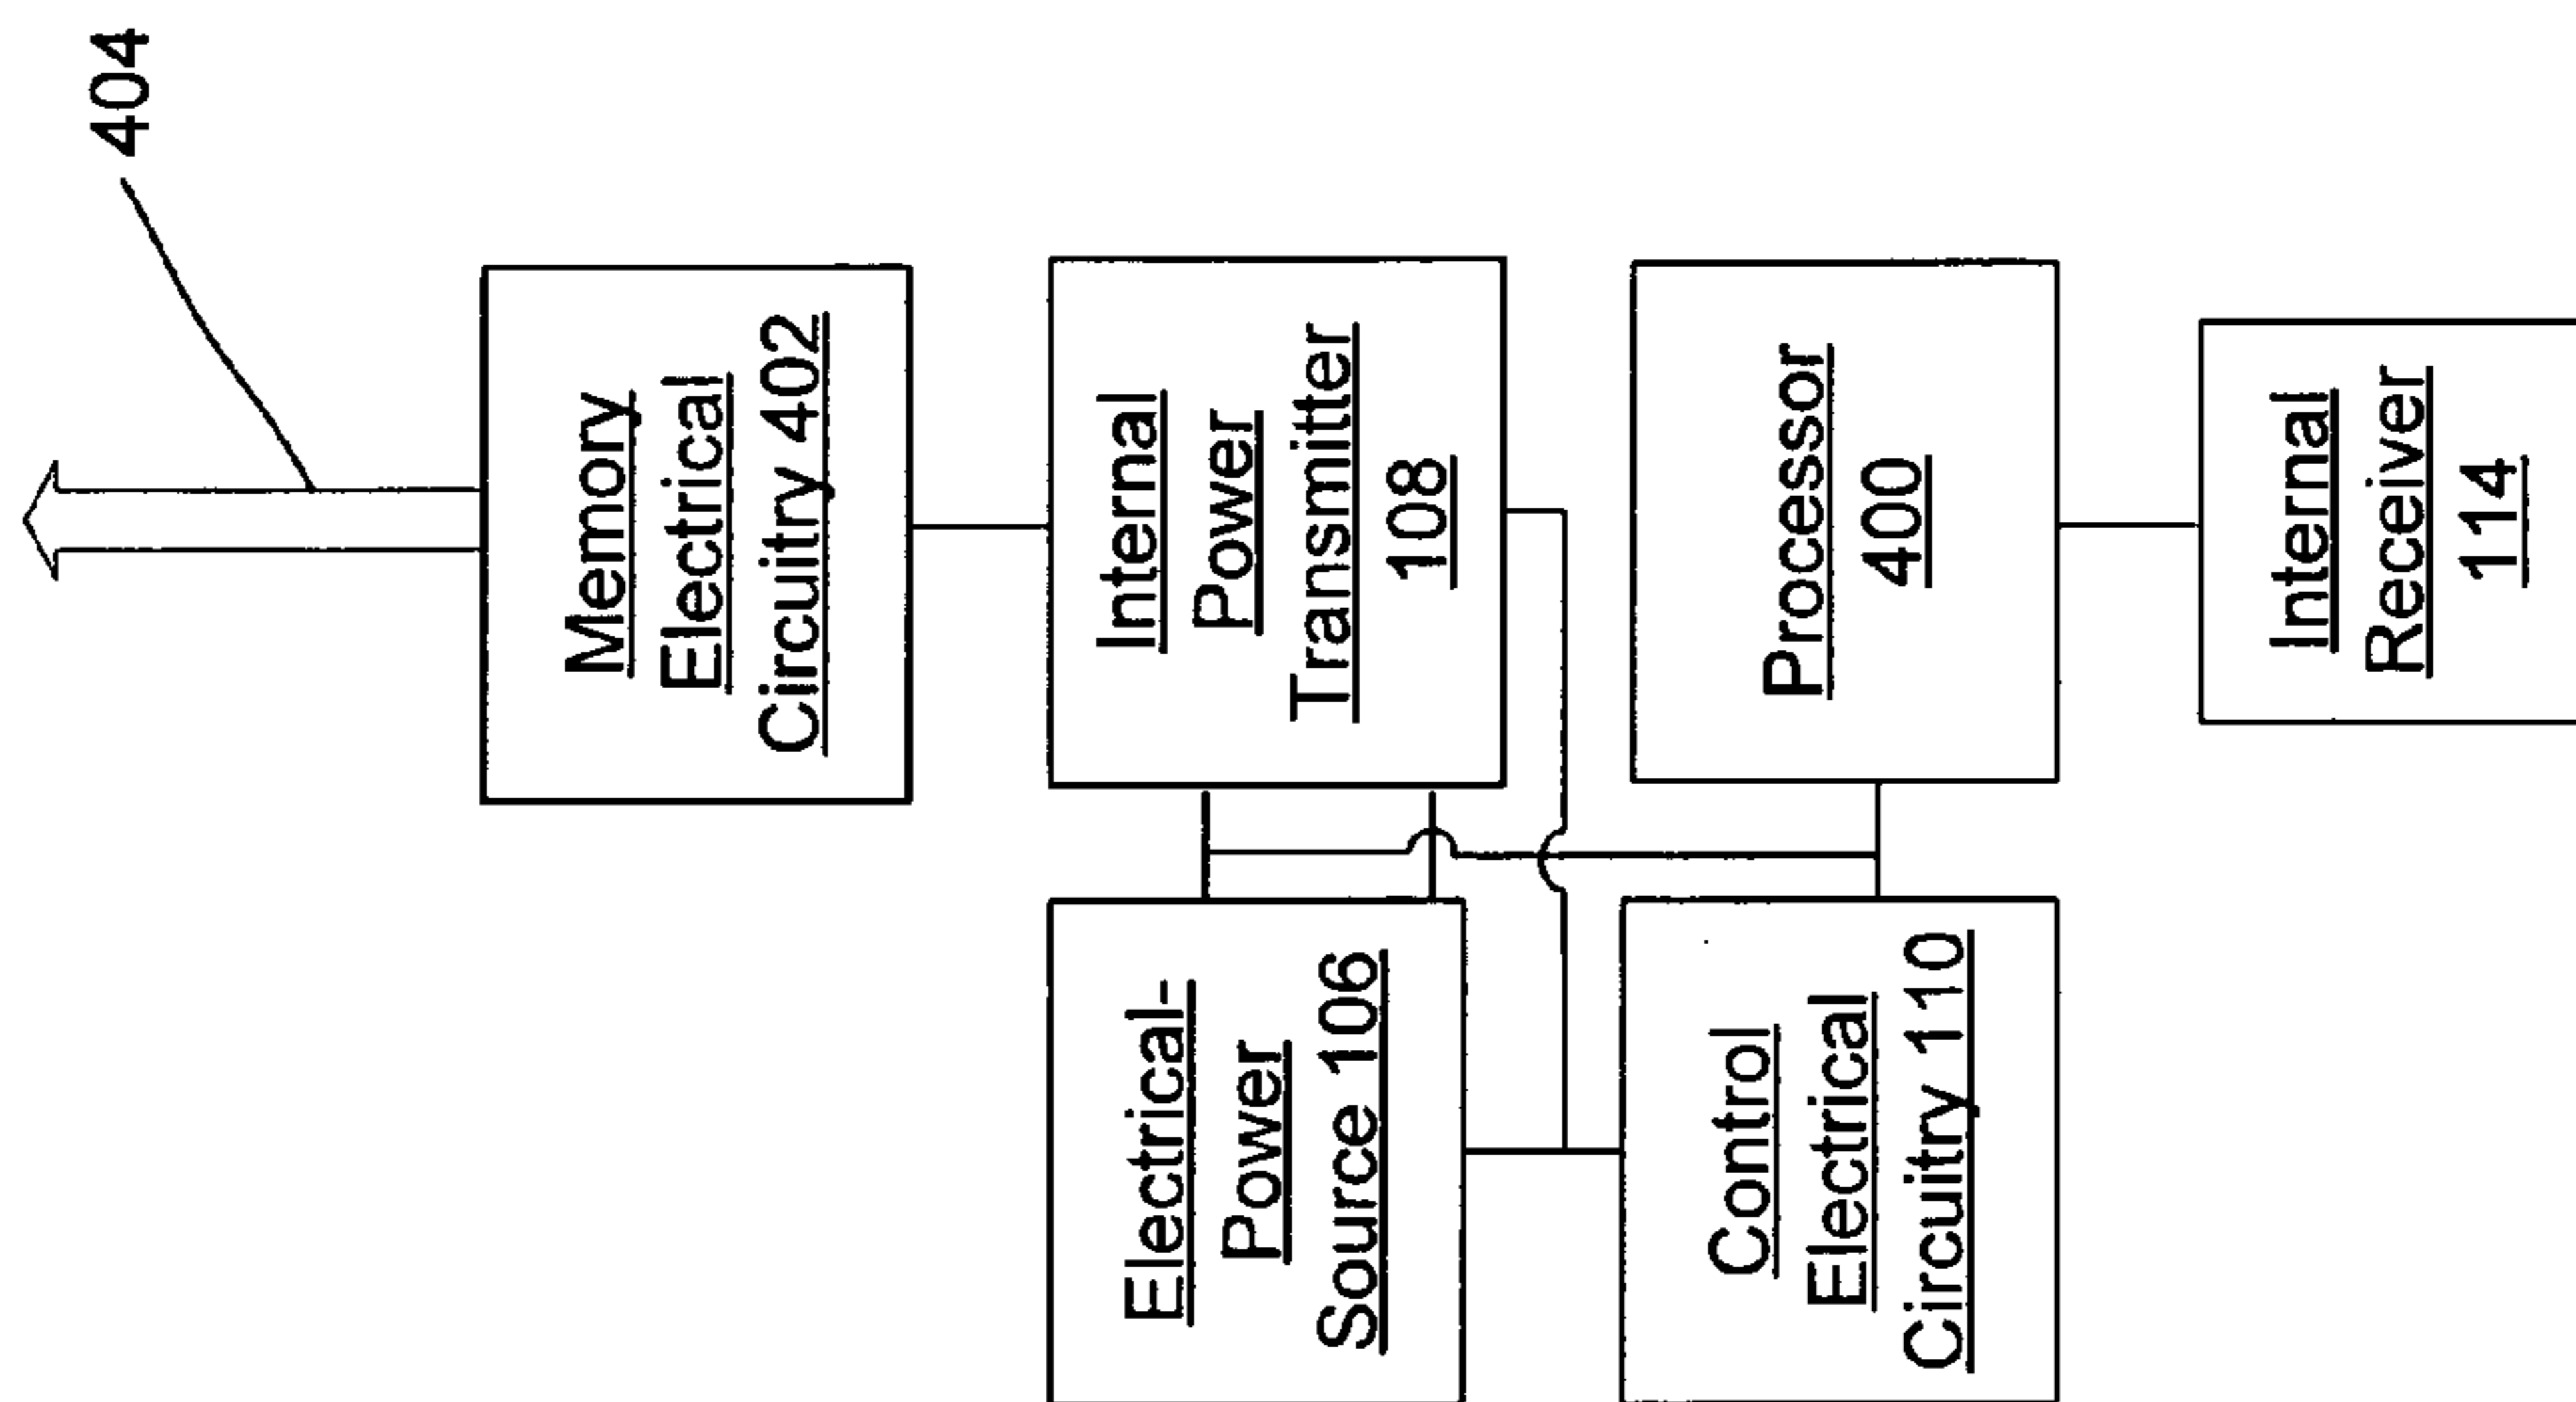 404
Memory
Electrical
Circuitry 402
Internal
Power
Transmitter
108
Processor
400
Internal
Receiver
114
Electrical-
Power
Source 106
Control
Electrical
Circuitry 110